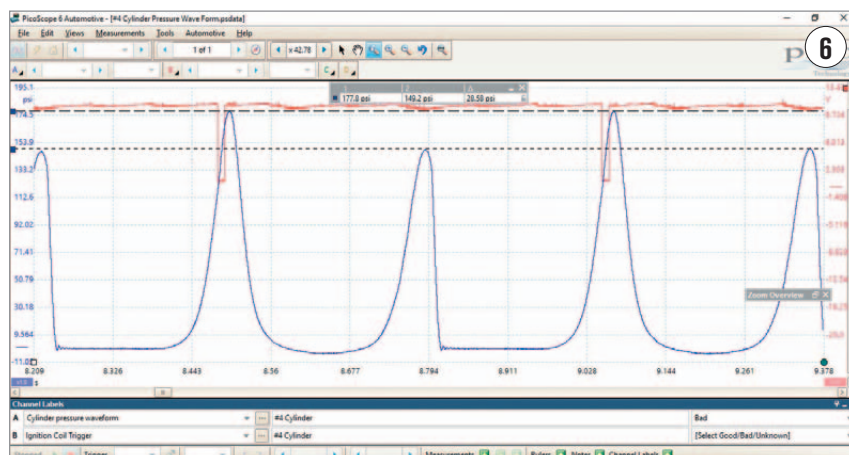 PicoScope 6 Automotive - [#4 Cylinder Pressure Wave Form.psdata]
File Edit Views Measurements Tools Automotive Help
1 of 1 x 42.78
6
A B C D
195.1
psi
174.5
153.9
133.2
112.6
92.02
71.41
50.79
30.18
9.564
-11.0
177.8 psi 149.2 psi 28.58 psi
V
Zoom Overview
8.209 8.326 8.443 8.56 8.677 8.794 8.911 9.028 9.144 9.261 9.378
s
Channel Labels
A Cylinder pressure waveform #4 Cylinder Bad
B Ignition Coil Trigger #4 Cylinder [Select Good/Bad/Unknown]
Trigger Measurements Rulers Notes Channel Labels